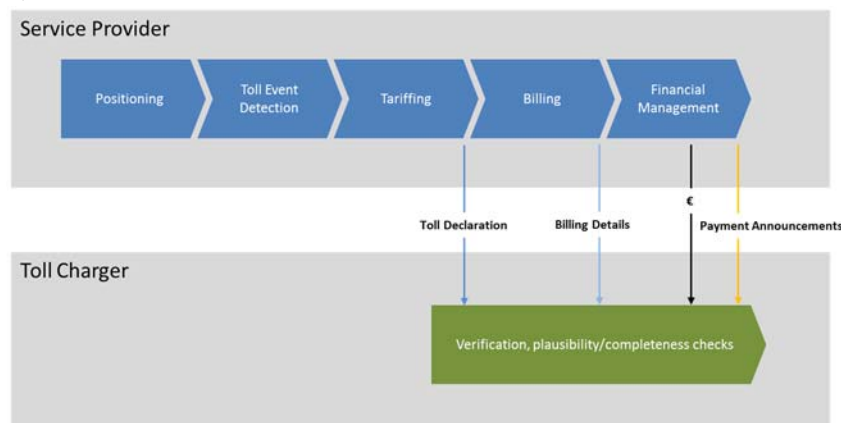 Service Provider
Positioning
Toll Event
Detection
Tariffing
Billing
Financial
Management
€
Toll Declaration
Billing Details
Payment Announcements
Toll Charger
Verification, plausibility/completeness checks